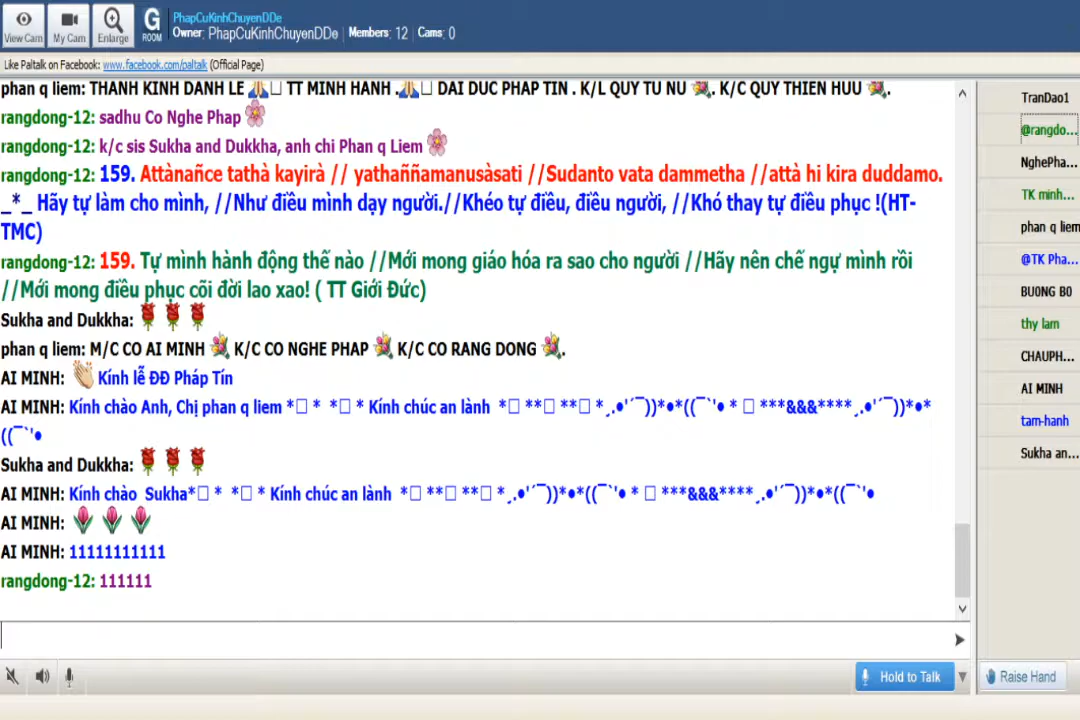 View Cam
My Cam
Enlarge
G
ROOM
PhapCuKinhChuyenDDe
Owner: PhapCuKinhChuyenDDe | Members: 12 | Cams: 0
Like Paltalk on Facebook: www.facebook.com/paltalk (Official Page)
phan q liem: THANH KINH DANH LE 🙏□ TT MINH HANH .🙏□ DAI DUC PHAP TIN . K/L QUY TU NU 💐. K/C QUY THIEN HUU 💐.
rangdong-12: sadhu Co Nghe Phap 🌸
rangdong-12: k/c sis Sukha and Dukkha, anh chi Phan q Liem 🌸
rangdong-12: 159. Attànañce tathà kayirà // yathaññamanusàsati //Sudanto vata dammetha //attà hi kira duddamo.
_*_ Hãy tự làm cho mình, //Như điều mình dạy người.//Khéo tự điều, điều người, //Khó thay tự điều phục !(HT-
TMC)
rangdong-12: 159. Tự mình hành động thế nào //Mới mong giáo hóa ra sao cho người //Hãy nên chế ngự mình rồi
//Mới mong điều phục cõi đời lao xao! ( TT Giới Đức)
Sukha and Dukkha: 🌹 🌹 🌹
phan q liem: M/C CO AI MINH 💐 K/C CO NGHE PHAP 💐 K/C CO RANG DONG 💐.
AI MINH: 👏 Kính lễ ĐĐ Pháp Tín
AI MINH: Kính chào Anh, Chị phan q liem *□ * *□ * Kính chúc an lành *□ **□ **□ *¸.•'´¯))*•*((¯`'• * □ ***&&&****¸.•'´¯))*•*
((¯`'•
Sukha and Dukkha: 🌹 🌹 🌹
AI MINH: Kính chào Sukha*□ * *□ * Kính chúc an lành *□ **□ **□ *¸.•'´¯))*•*((¯`'• * □ ***&&&****¸.•'´¯))*•*((¯`'•
AI MINH: 🌷 🌷 🌷
AI MINH: 11111111111
rangdong-12: 111111
TranDao1
@rangdo...
NghePha...
TK minh...
phan q liem
@TK Pha...
BUONG BO
thy lam
CHAUPH...
AI MINH
tam-hanh
Sukha an...
Hold to Talk
Raise Hand